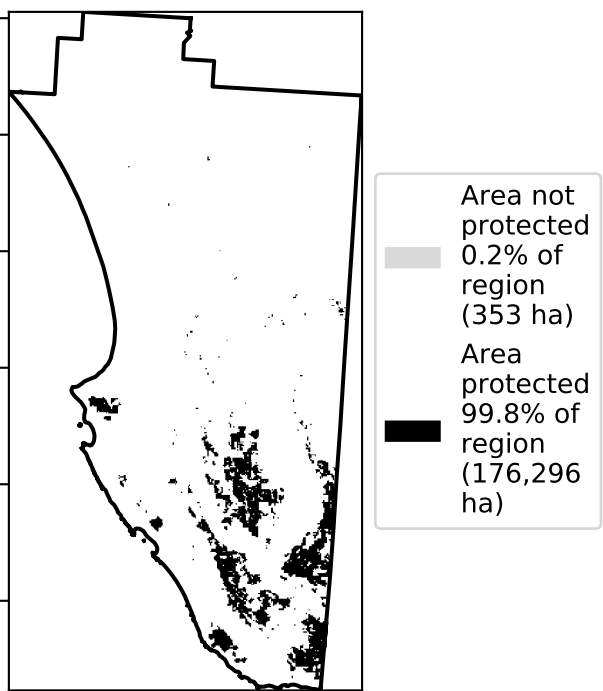 Area not
protected
0.2% of
region
(353 ha)
Area
protected
99.8% of
region
(176,296
ha)